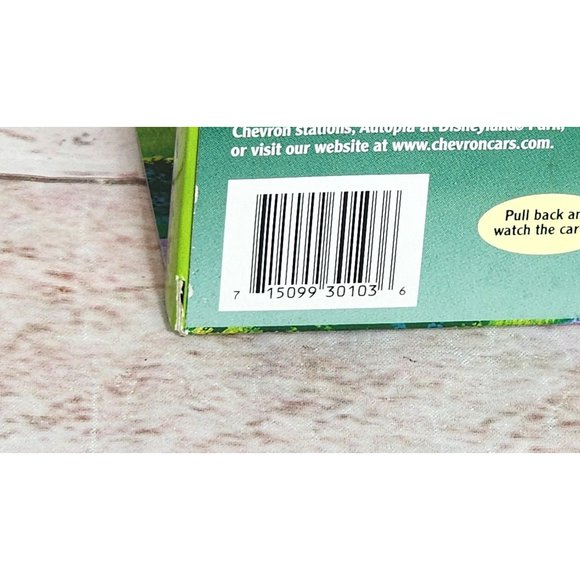 Chevron stations, Autopia at Disneyland® Park,
or visit our website at www.chevroncars.com.
Pull back an
watch the car
7 15099 30103 6